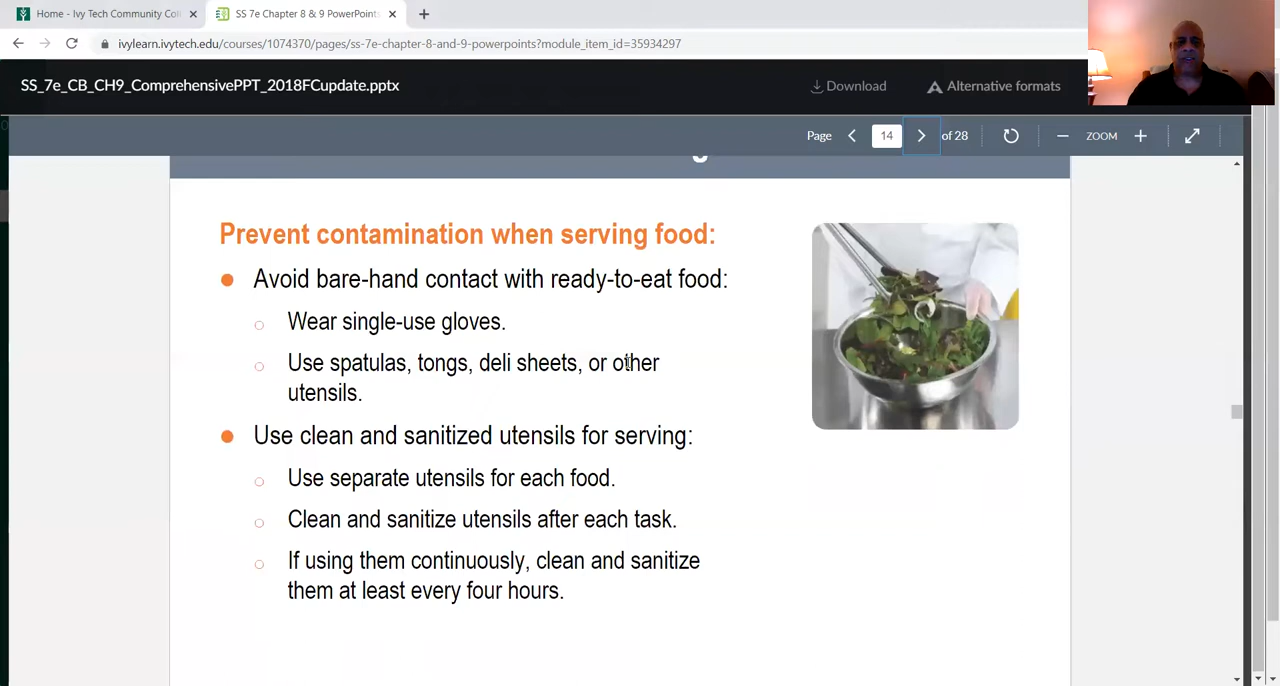 Home - Ivy Tech Community Coll
SS 7e Chapter 8 & 9 PowerPoints
ivylearn.ivytech.edu/courses/1074370/pages/ss-7e-chapter-8-and-9-powerpoints?module_item_id=35934297
SS_7e_CB_CH9_ComprehensivePPT_2018FCupdate.pptx
Download
Alternative formats
Page
14
of 28
ZOOM
Prevent contamination when serving food:
Avoid bare-hand contact with ready-to-eat food:
Wear single-use gloves.
Use spatulas, tongs, deli sheets, or other
utensils.
Use clean and sanitized utensils for serving:
Use separate utensils for each food.
Clean and sanitize utensils after each task.
If using them continuously, clean and sanitize
them at least every four hours.